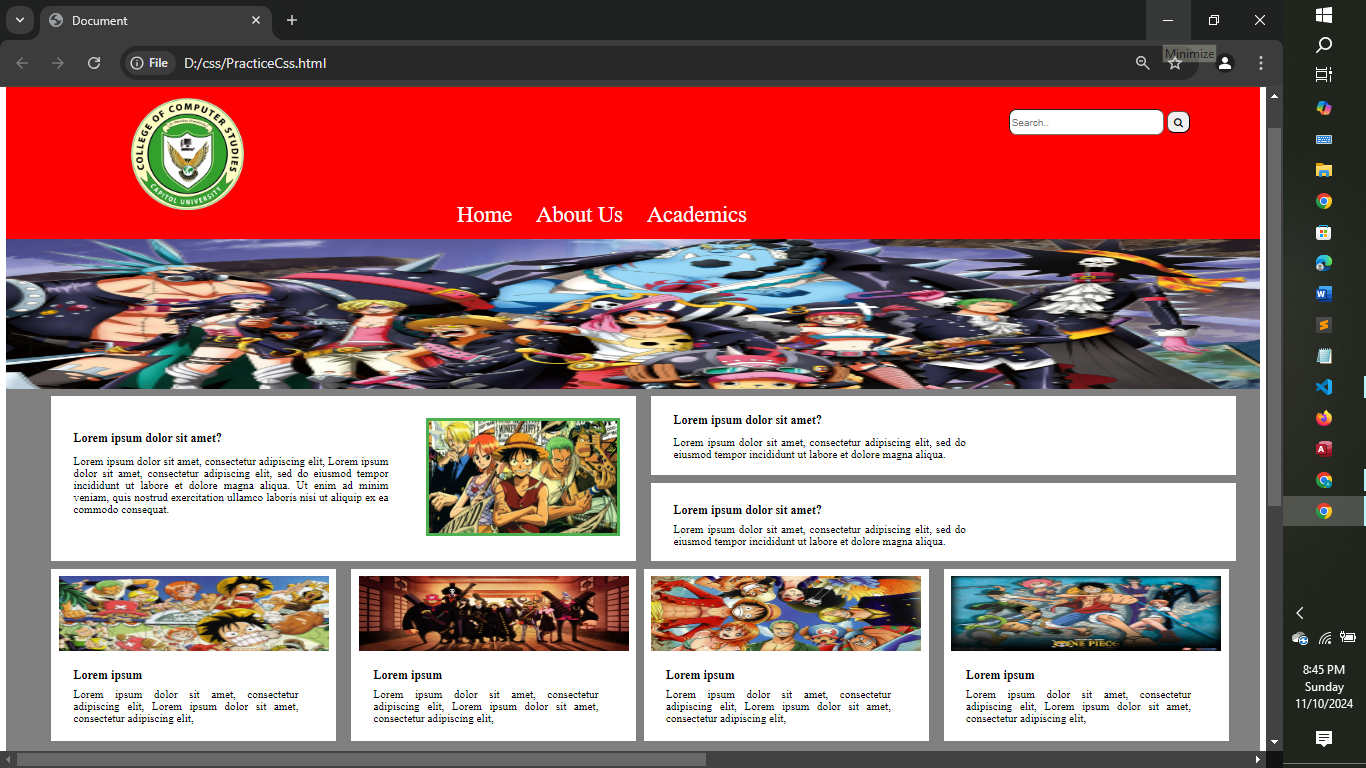 Document
File
D:/css/PracticeCss.html
Minimize
COLLEGE OF COMPUTER STUDIES
CAPITOL UNIVERSITY
Search..
Home About Us Academics
Lorem ipsum dolor sit amet?
Lorem ipsum dolor sit amet, consectetur adipiscing elit, Lorem ipsum
dolor sit amet, consectetur adipiscing elit, sed do eiusmod tempor
incididunt ut labore et dolore magna aliqua. Ut enim ad minim
veniam, quis nostrud exercitation ullamco laboris nisi ut aliquip ex ea
commodo consequat.
Lorem ipsum dolor sit amet?
Lorem ipsum dolor sit amet, consectetur adipiscing elit, sed do
eiusmod tempor incididunt ut labore et dolore magna aliqua.
Lorem ipsum dolor sit amet?
Lorem ipsum dolor sit amet, consectetur adipiscing elit, sed do
eiusmod tempor incididunt ut labore et dolore magna aliqua.
Lorem ipsum
Lorem ipsum dolor sit amet, consectetur
adipiscing elit, Lorem ipsum dolor sit amet,
consectetur adipiscing elit,
Lorem ipsum
Lorem ipsum dolor sit amet, consectetur
adipiscing elit, Lorem ipsum dolor sit amet,
consectetur adipiscing elit,
Lorem ipsum
Lorem ipsum dolor sit amet, consectetur
adipiscing elit, Lorem ipsum dolor sit amet,
consectetur adipiscing elit,
ONE PIECE
Lorem ipsum
Lorem ipsum dolor sit amet, consectetur
adipiscing elit, Lorem ipsum dolor sit amet,
consectetur adipiscing elit,
8:45 PM
Sunday
11/10/2024